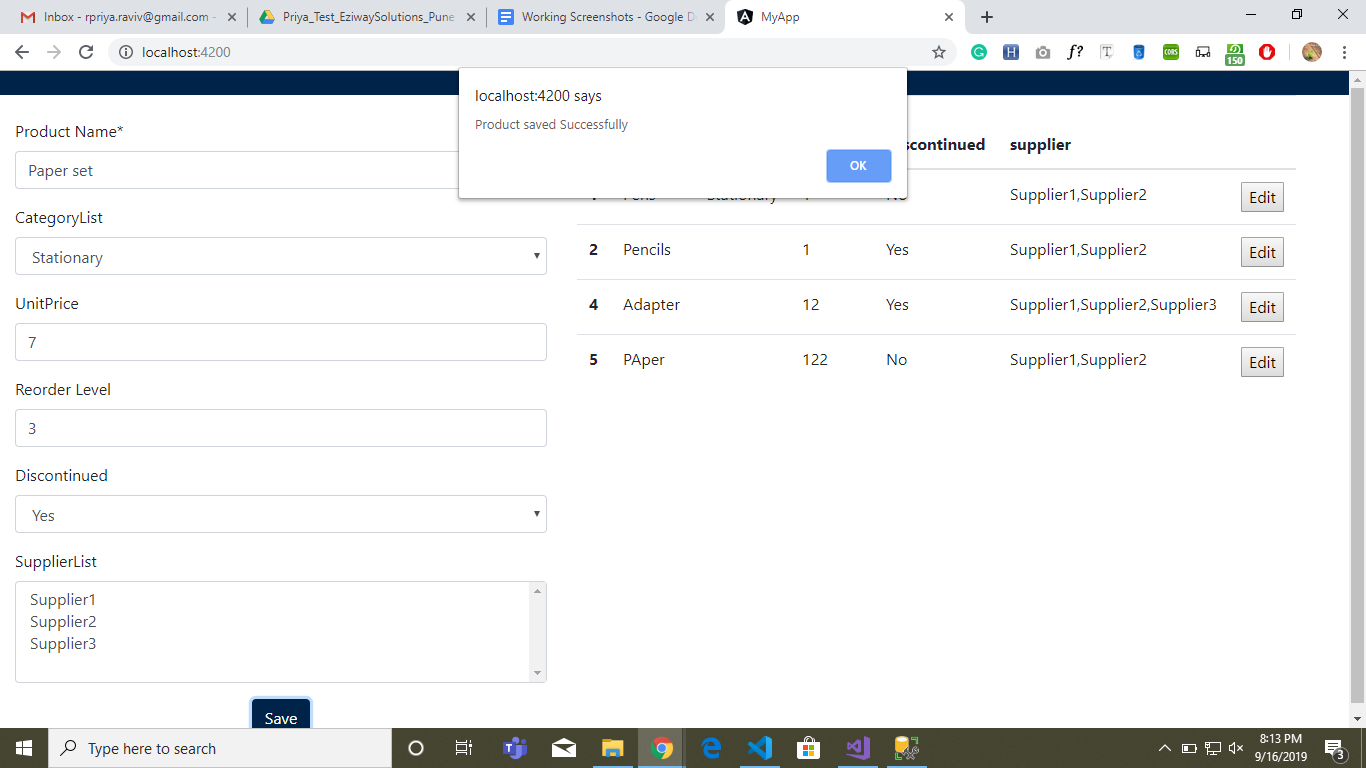 Inbox - rpriya.raviv@gmail.com -
Priya_Test_EziwaySolutions_Pune
Working Screenshots - Google D
MyApp
localhost:4200
f?
T
H
CORS
150
localhost:4200 says
Product saved Successfully
OK
Product Name*
Paper set
CategoryList
Stationary
UnitPrice
7
Reorder Level
3
Discontinued
Yes
SupplierList
Supplier1
Supplier2
Supplier3
Save
scontinued supplier
Supplier1,Supplier2 Edit
2 Pencils 1 Yes Supplier1,Supplier2 Edit
4 Adapter 12 Yes Supplier1,Supplier2,Supplier3 Edit
5 PAper 122 No Supplier1,Supplier2 Edit
Type here to search
8:13 PM
9/16/2019
3